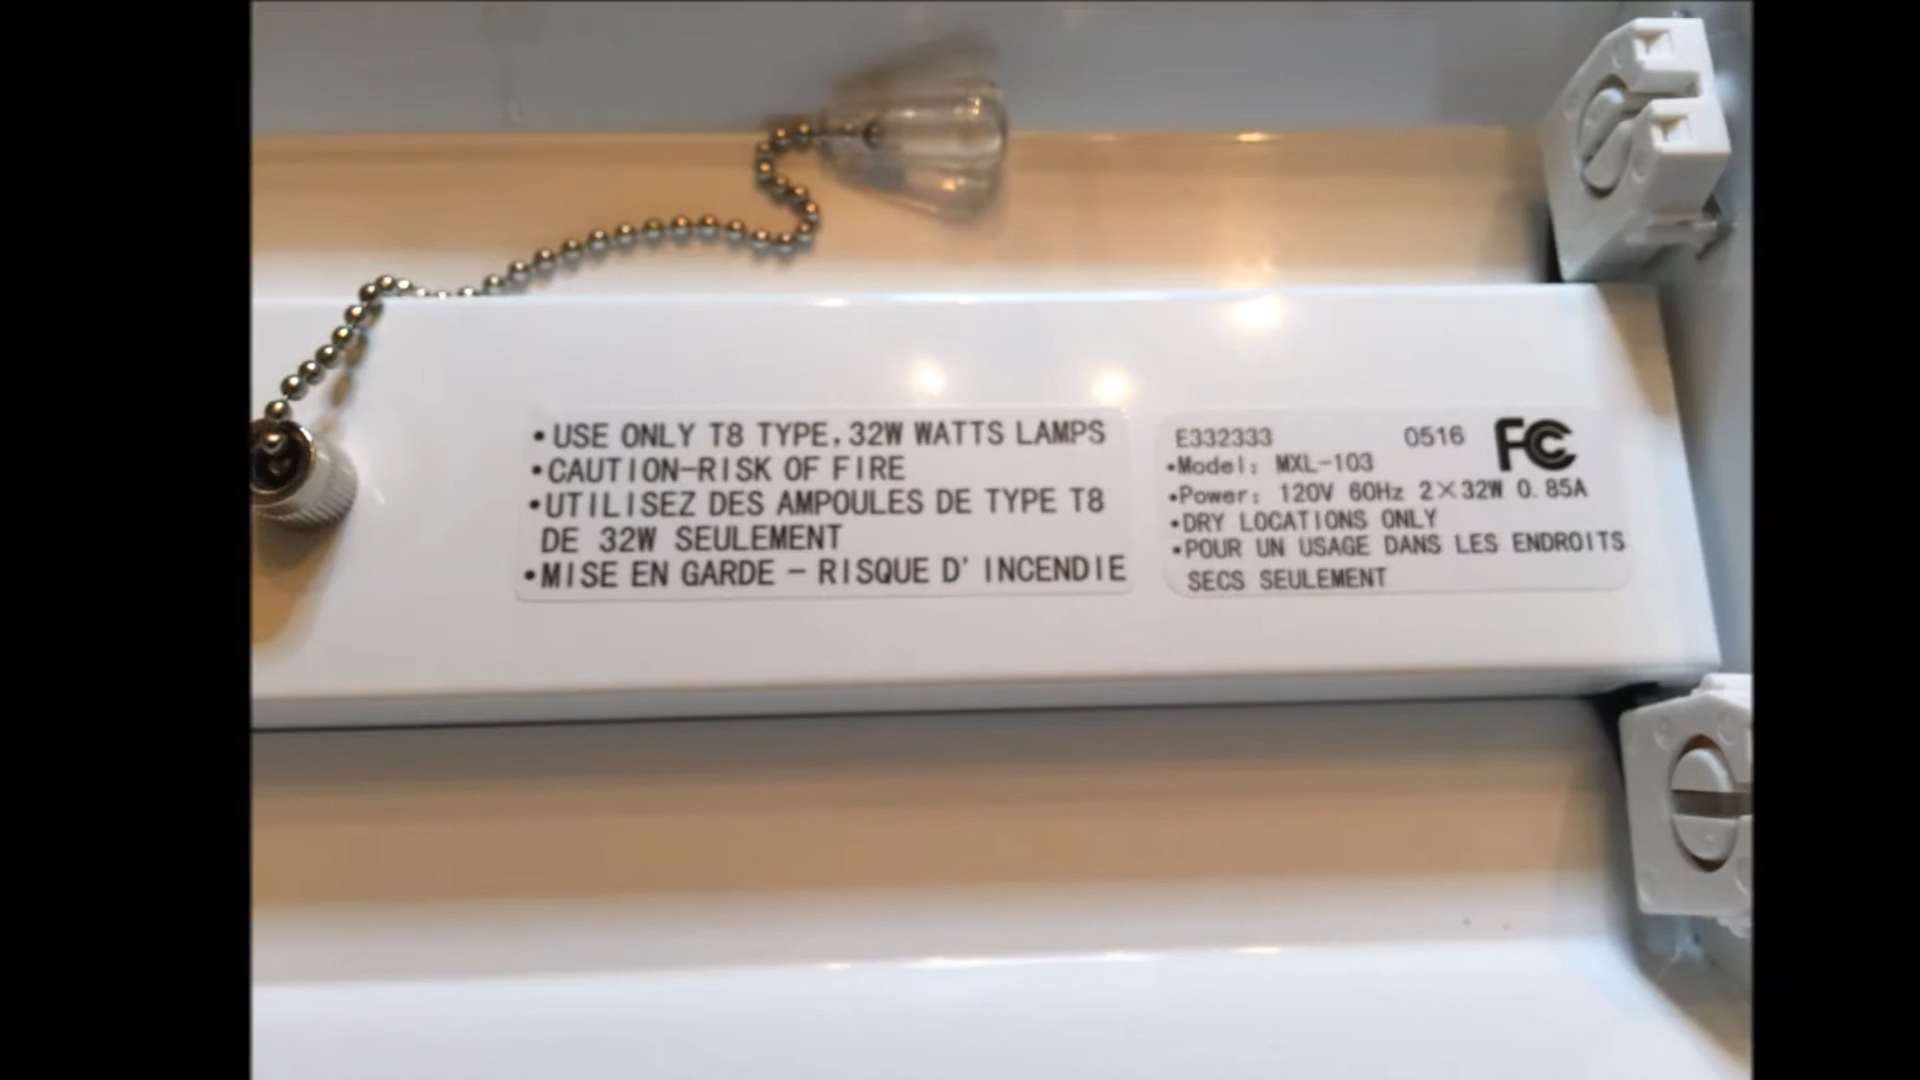 •USE ONLY T8 TYPE,32W WATTS LAMPS
•CAUTION-RISK OF FIRE
•UTILISEZ DES AMPOULES DE TYPE T8
DE 32W SEULEMENT
•MISE EN GARDE - RISQUE D'INCENDIE
E332333 0516 FC
•Model: MXL-103
•Power: 120V 60Hz 2×32W 0.85A
•DRY LOCATIONS ONLY
•POUR UN USAGE DANS LES ENDROITS
SECS SEULEMENT